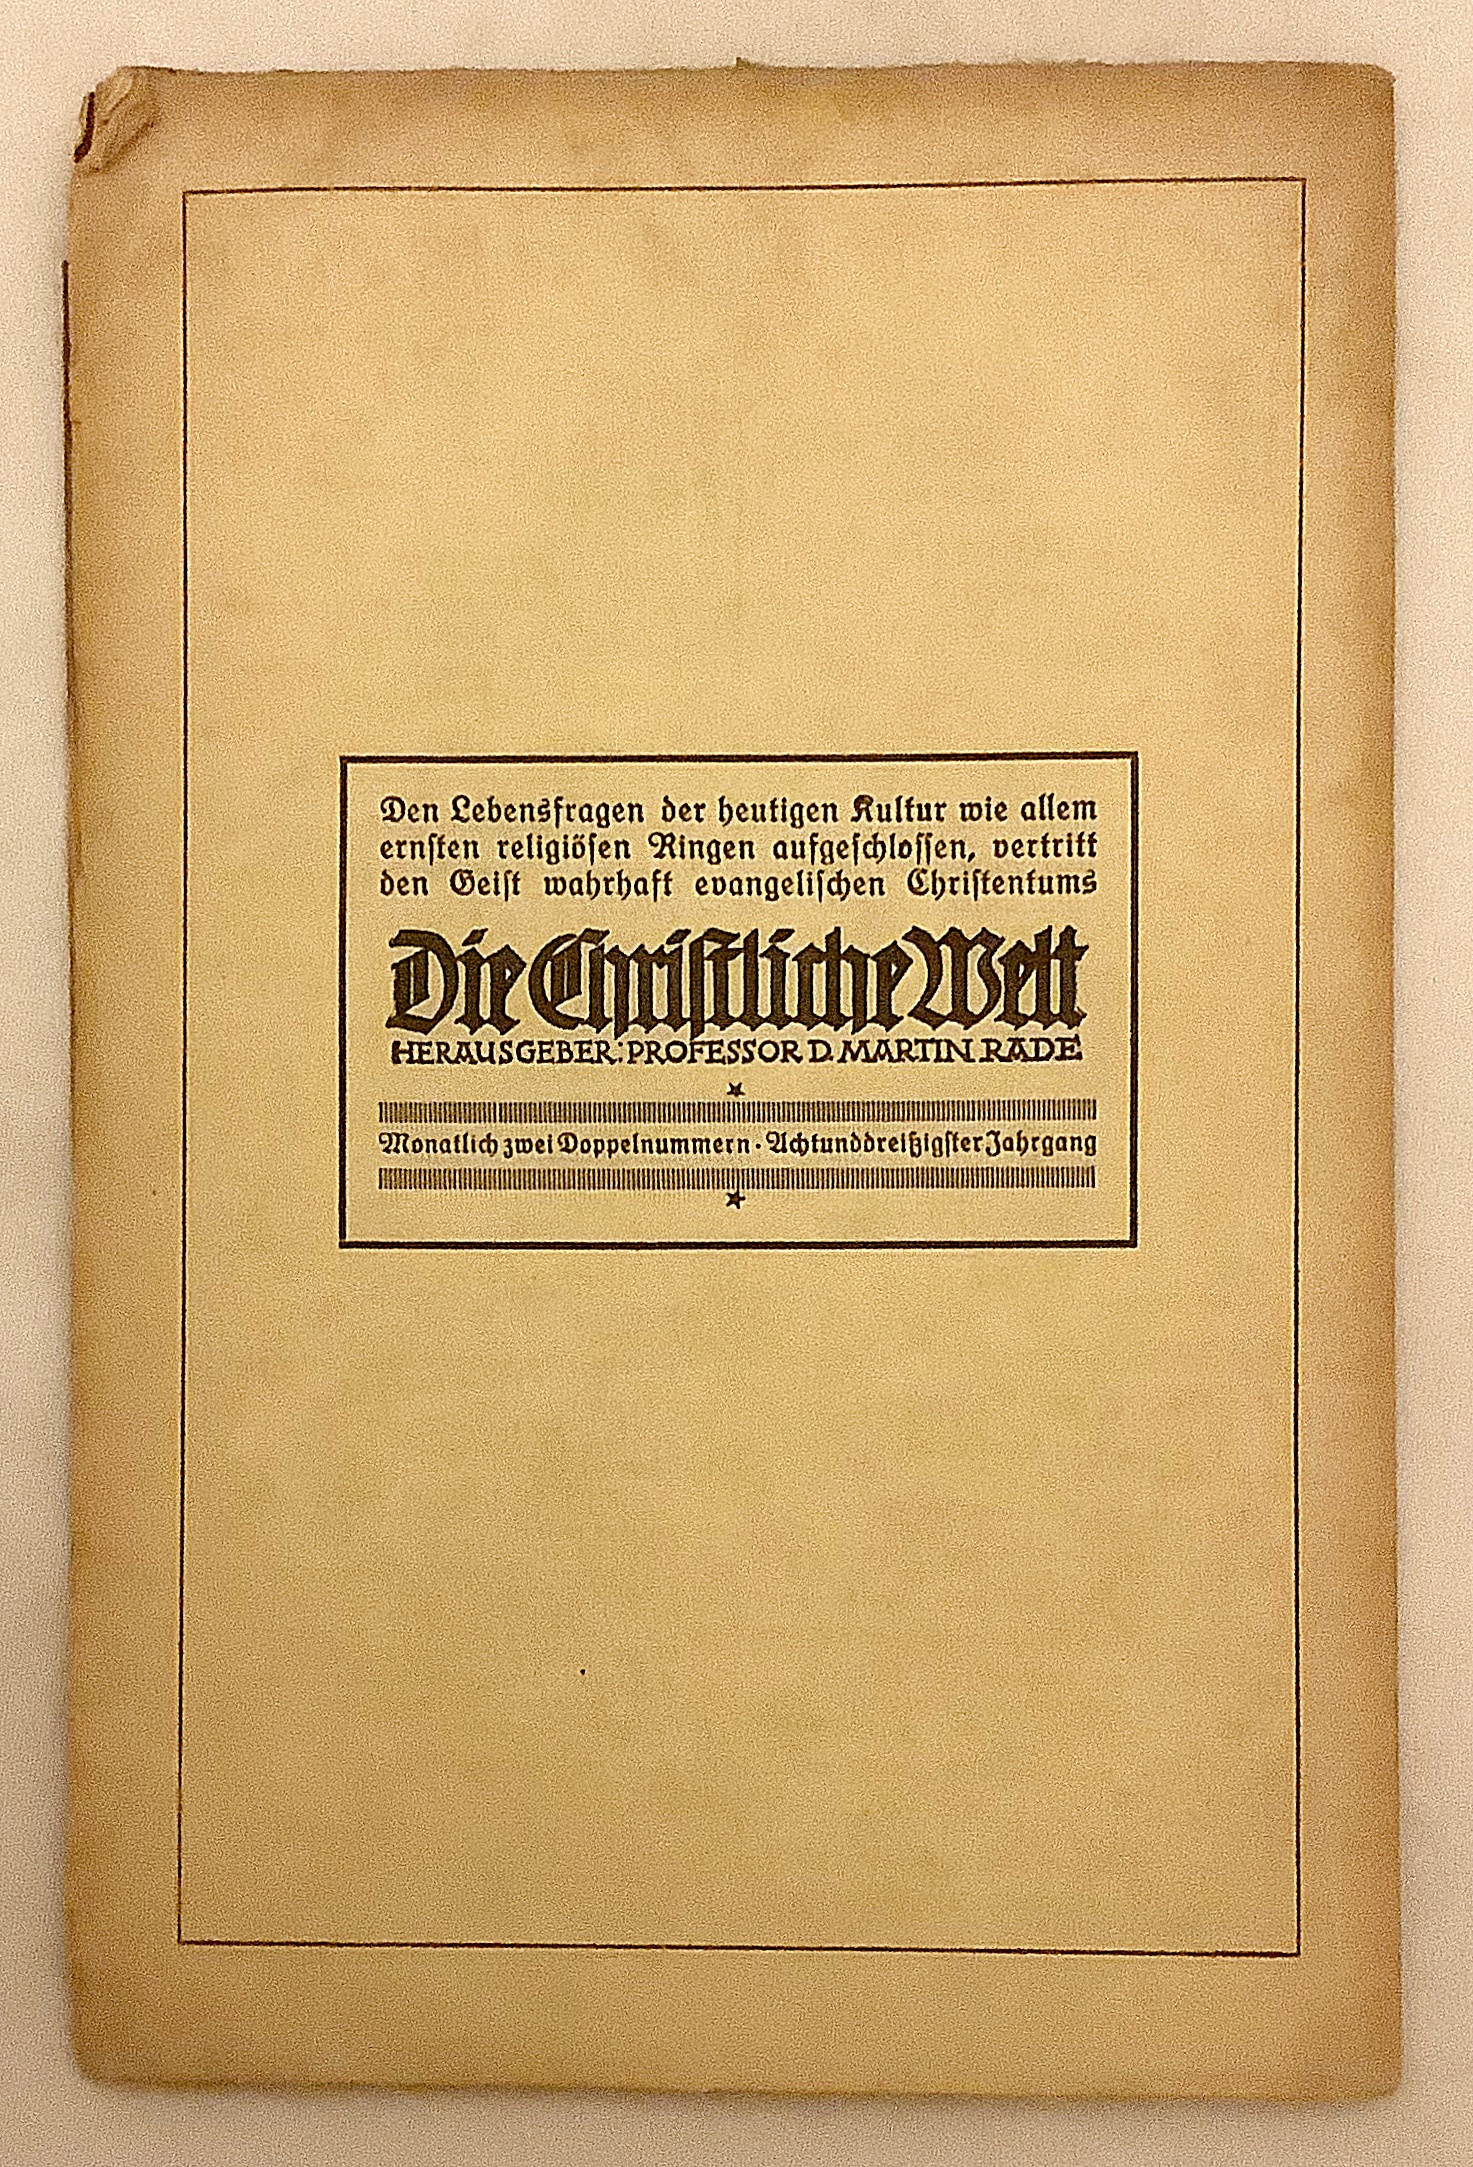 Den Lebensfragen der heutigen Kultur wie allem
ernſten religiöſen Ringen aufgeſchloſſen, vertritt
den Geiſt wahrhaft evangeliſchen Chriſtentums
Die Chriſtliche Welt
HERAUSGEBER: PROFESSOR D. MARTIN RADE
Monatlich zwei Doppelnummern · Achtunddreißigſter Jahrgang